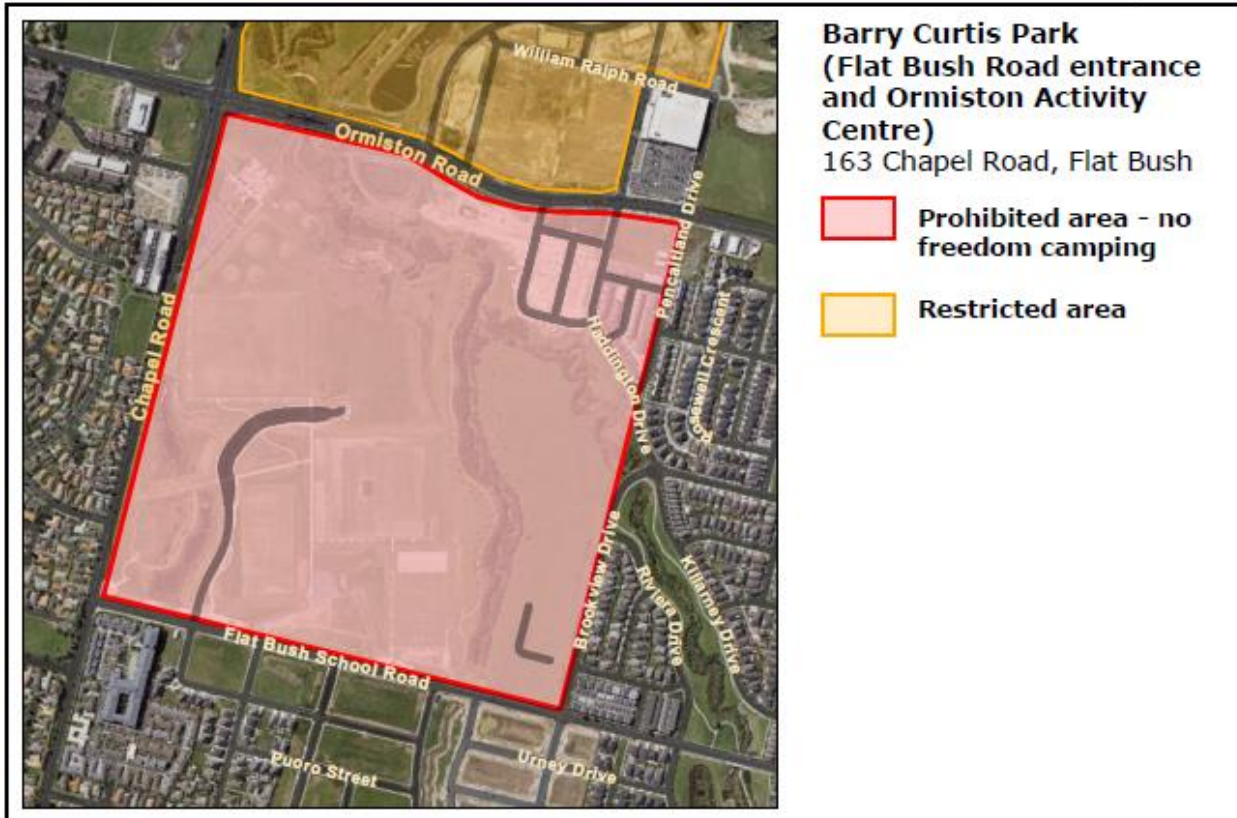 William Ralph Road
Ormiston Road
Pencaitland Drive
Rosewell Crescent
Haddington Drive
Chapel Road
Brookview Drive
Riviera Drive
Killarney Drive
Flat Bush School Road
Puoro Street
Urney Drive
Barry Curtis Park
(Flat Bush Road entrance
and Ormiston Activity
Centre)
163 Chapel Road, Flat Bush
Prohibited area - no
freedom camping
Restricted area